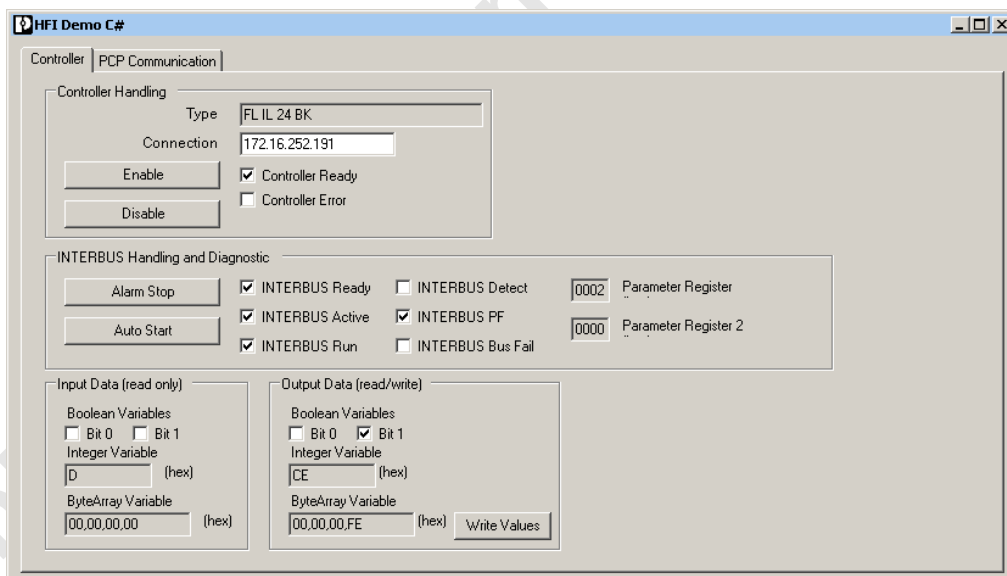 HFI Demo C#
Controller
PCP Communication
Controller Handling
Type
FL IL 24 BK
Connection
172.16.252.191
Enable
Controller Ready
Controller Error
Disable
INTERBUS Handling and Diagnostic
Alarm Stop
INTERBUS Ready
INTERBUS Detect
0002
Parameter Register
Auto Start
INTERBUS Active
INTERBUS PF
0000
Parameter Register 2
INTERBUS Run
INTERBUS Bus Fail
Input Data (read only)
Boolean Variables
Bit 0
Bit 1
Integer Variable
D
(hex)
ByteArray Variable
00,00,00,00
(hex)
Output Data (read/write)
Boolean Variables
Bit 0
Bit 1
Integer Variable
CE
(hex)
ByteArray Variable
00,00,00,FE
(hex)
Write Values